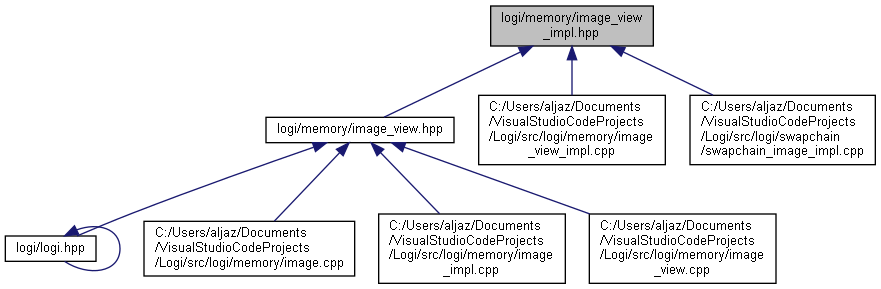 logi/memory/image_view
_impl.hpp
logi/memory/image_view.hpp
C:/Users/aljaz/Documents
/VisualStudioCodeProjects
/Logi/src/logi/memory/image
_view_impl.cpp
C:/Users/aljaz/Documents
/VisualStudioCodeProjects
/Logi/src/logi/swapchain
/swapchain_image_impl.cpp
logi/logi.hpp
C:/Users/aljaz/Documents
/VisualStudioCodeProjects
/Logi/src/logi/memory/image.cpp
C:/Users/aljaz/Documents
/VisualStudioCodeProjects
/Logi/src/logi/memory/image
_impl.cpp
C:/Users/aljaz/Documents
/VisualStudioCodeProjects
/Logi/src/logi/memory/image
_view.cpp